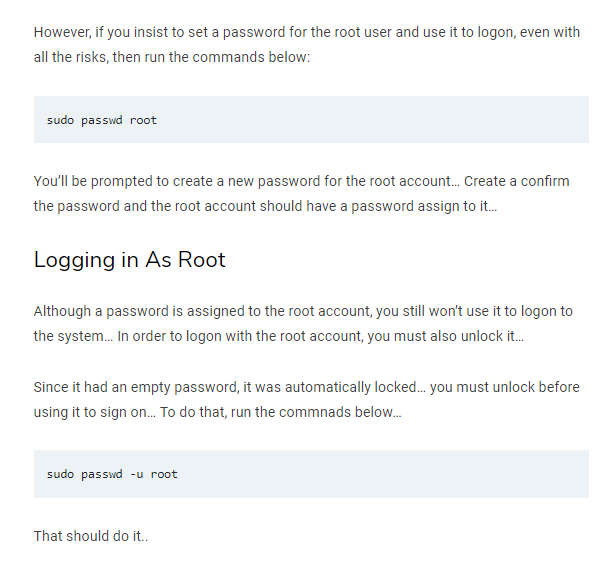 However, if you insist to set a password for the root user and use it to logon, even with
all the risks, then run the commands below:
sudo passwd root
You’ll be prompted to create a new password for the root account… Create a confirm
the password and the root account should have a password assign to it…
Logging in As Root
Although a password is assigned to the root account, you still won’t use it to logon to
the system… In order to logon with the root account, you must also unlock it…
Since it had an empty password, it was automatically locked… you must unlock before
using it to sign on… To do that, run the commnads below…
sudo passwd -u root
That should do it..